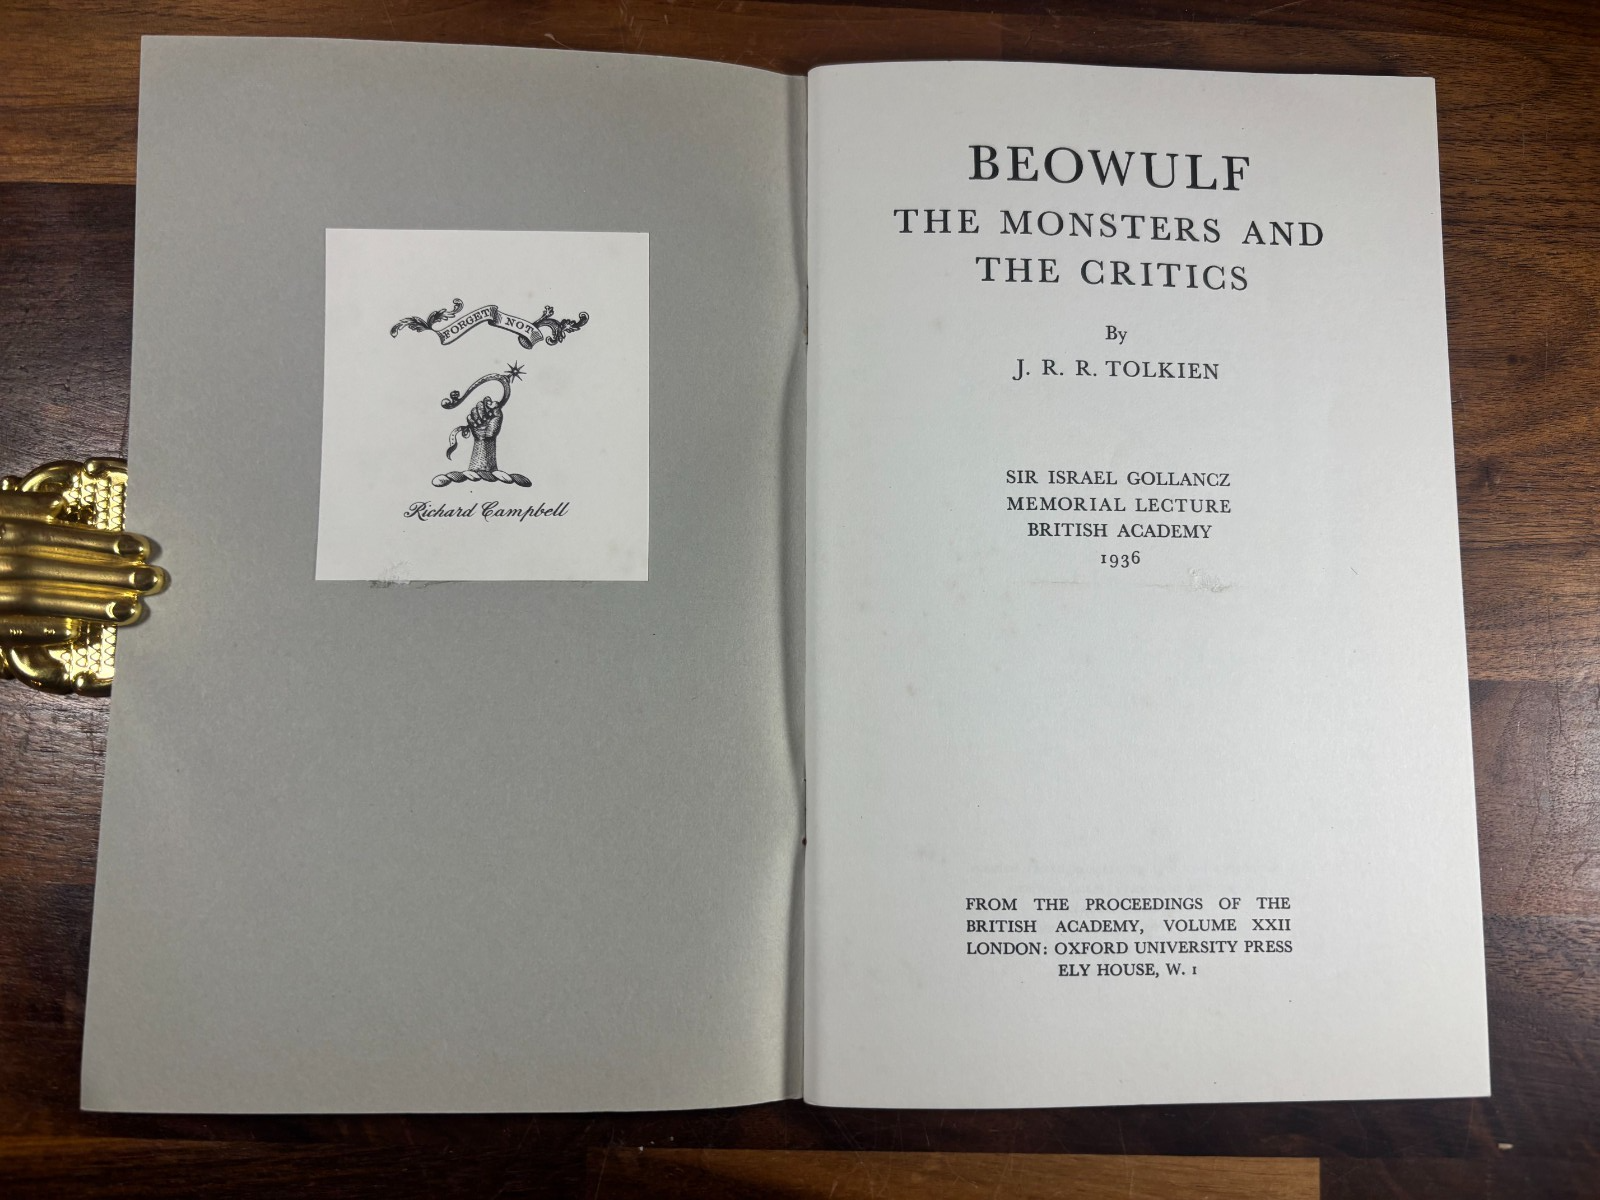 FORGET NOT
Richard Campbell
BEOWULF
THE MONSTERS AND
THE CRITICS
By
J. R. R. TOLKIEN
SIR ISRAEL GOLLANCZ
MEMORIAL LECTURE
BRITISH ACADEMY
1936
FROM THE PROCEEDINGS OF THE
BRITISH ACADEMY, VOLUME XXII
LONDON: OXFORD UNIVERSITY PRESS
ELY HOUSE, W. 1